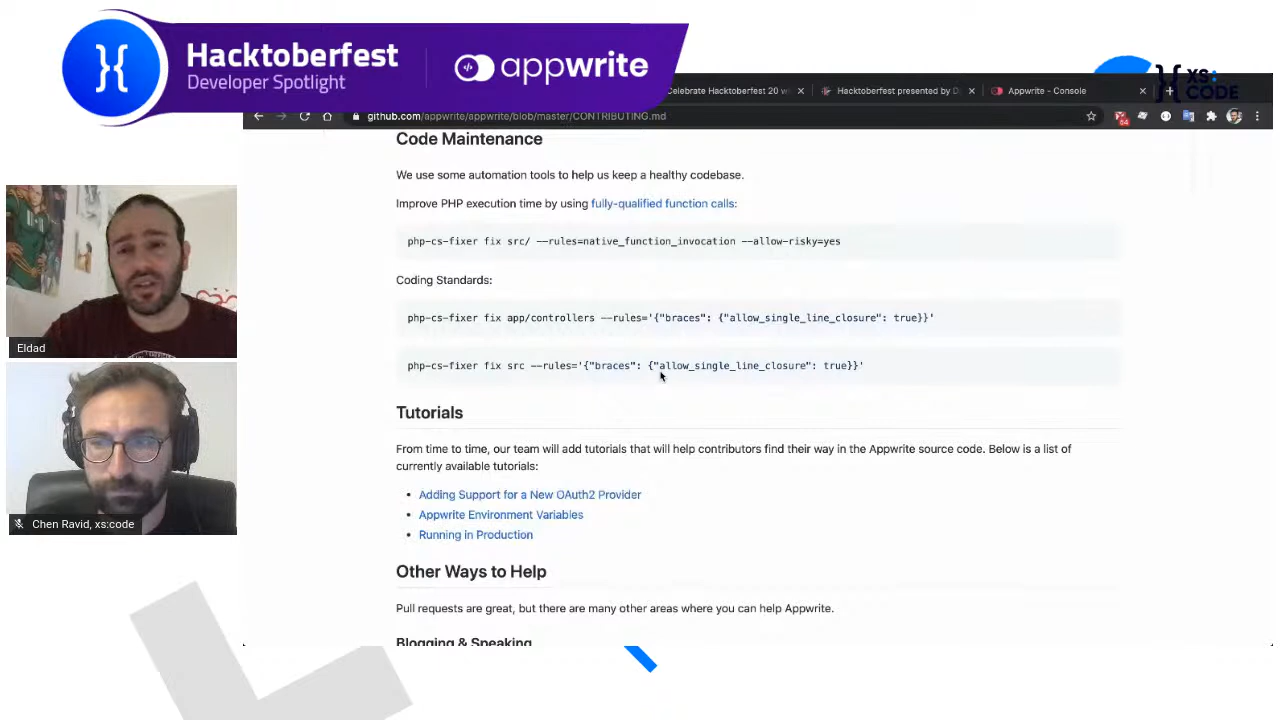 Hacktoberfest
Developer Spotlight
appwrite
XS:
CODE
Celebrate Hacktoberfest 20
Hacktoberfest presented by D
Appwrite - Console
github.com/appwrite/appwrite/blob/master/CONTRIBUTING.md
Code Maintenance
We use some automation tools to help us keep a healthy codebase.
Improve PHP execution time by using fully-qualified function calls:
php-cs-fixer fix src/ --rules=native_function_invocation --allow-risky=yes
Coding Standards:
php-cs-fixer fix app/controllers --rules='{"braces": {"allow_single_line_closure": true}}'
php-cs-fixer fix src --rules='{"braces": {"allow_single_line_closure": true}}'
Tutorials
From time to time, our team will add tutorials that will help contributors find their way in the Appwrite source code. Below is a list of
currently available tutorials:
• Adding Support for a New OAuth2 Provider
• Appwrite Environment Variables
• Running in Production
Other Ways to Help
Pull requests are great, but there are many other areas where you can help Appwrite.
Blogging & Speaking
Eldad
Chen Ravid, xs:code